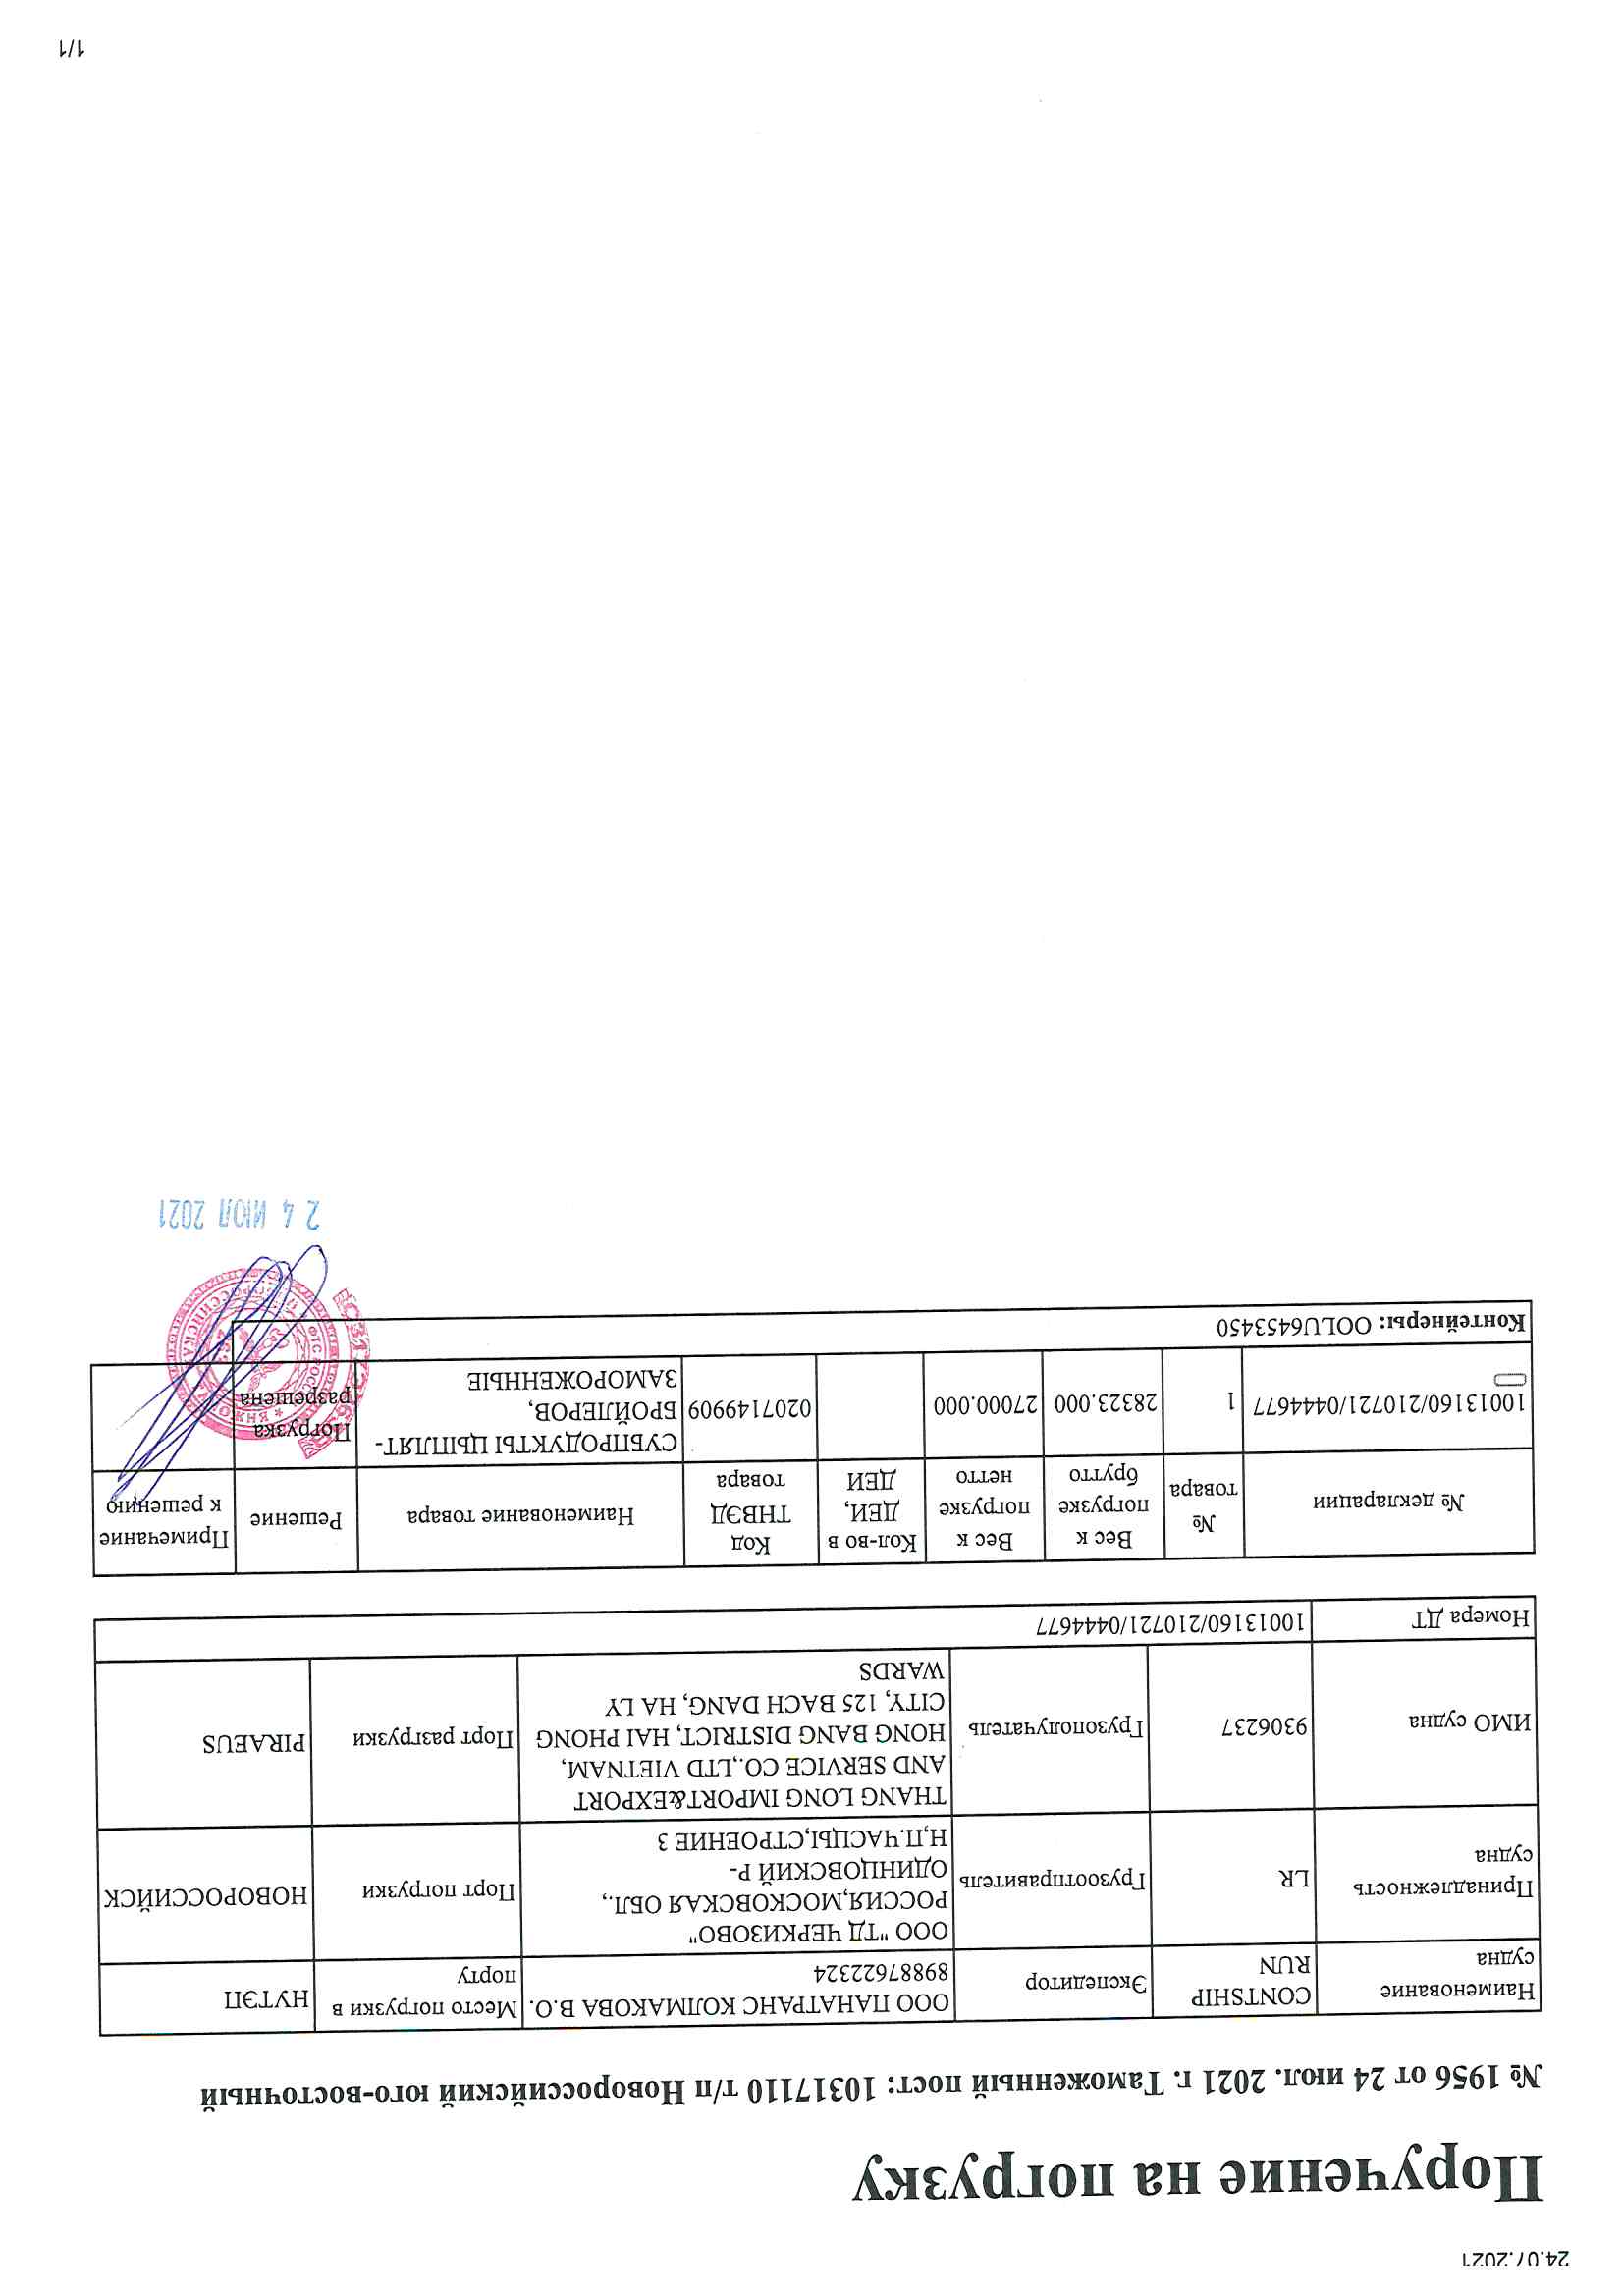 24.07.2021
Поручение на погрузку
№ 1956 от 24 июл. 2021 г. Таможенный пост: 10317110 т/п Новороссийский юго-восточный
Наименование
судна
CONTSHIP
RUN
Экспедитор
ООО ПАНАТРАНС КОЛМАКОВА В.О.
89887622324
Место погрузки в
порту
НУТЭП
Принадлежность
судна
LR
Грузоотправитель
ООО "ТД ЧЕРКИЗОВО"
РОССИЯ,МОСКОВСКАЯ ОБЛ.,
ОДИНЦОВСКИЙ Р-
Н,П.ЧАСЦЫ,СТРОЕНИЕ 3
Порт погрузки
НОВОРОССИЙСК
ИМО судна
9306237
Грузополучатель
THANG LONG IMPORT&EXPORT
AND SERVICE CO.,LTD VIETNAM,
HONG BANG DISTRICT, HAI PHONG
CITY, 125 BACH DANG, HA LY
WARDS
Порт разгрузки
PIRAEUS
Номера ДТ
10013160/210721/0444677
№ декларации
№
товара
Вес к
погрузке
брутто
Вес к
погрузке
нетто
Кол-во в
ДЕИ,
ДЕИ
Код
ТНВЭД
товара
Наименование товара
Решение
Примечание
к решению
10013160/210721/0444677
1
28323.000
27000.000
0207149909
СУБПРОДУКТЫ ЦЫПЛЯТ-
БРОЙЛЕРОВ,
ЗАМОРОЖЕННЫЕ
Погрузка
разрешена
Контейнеры: OOLU6453450
24 ИЮЛ 2021
1/1